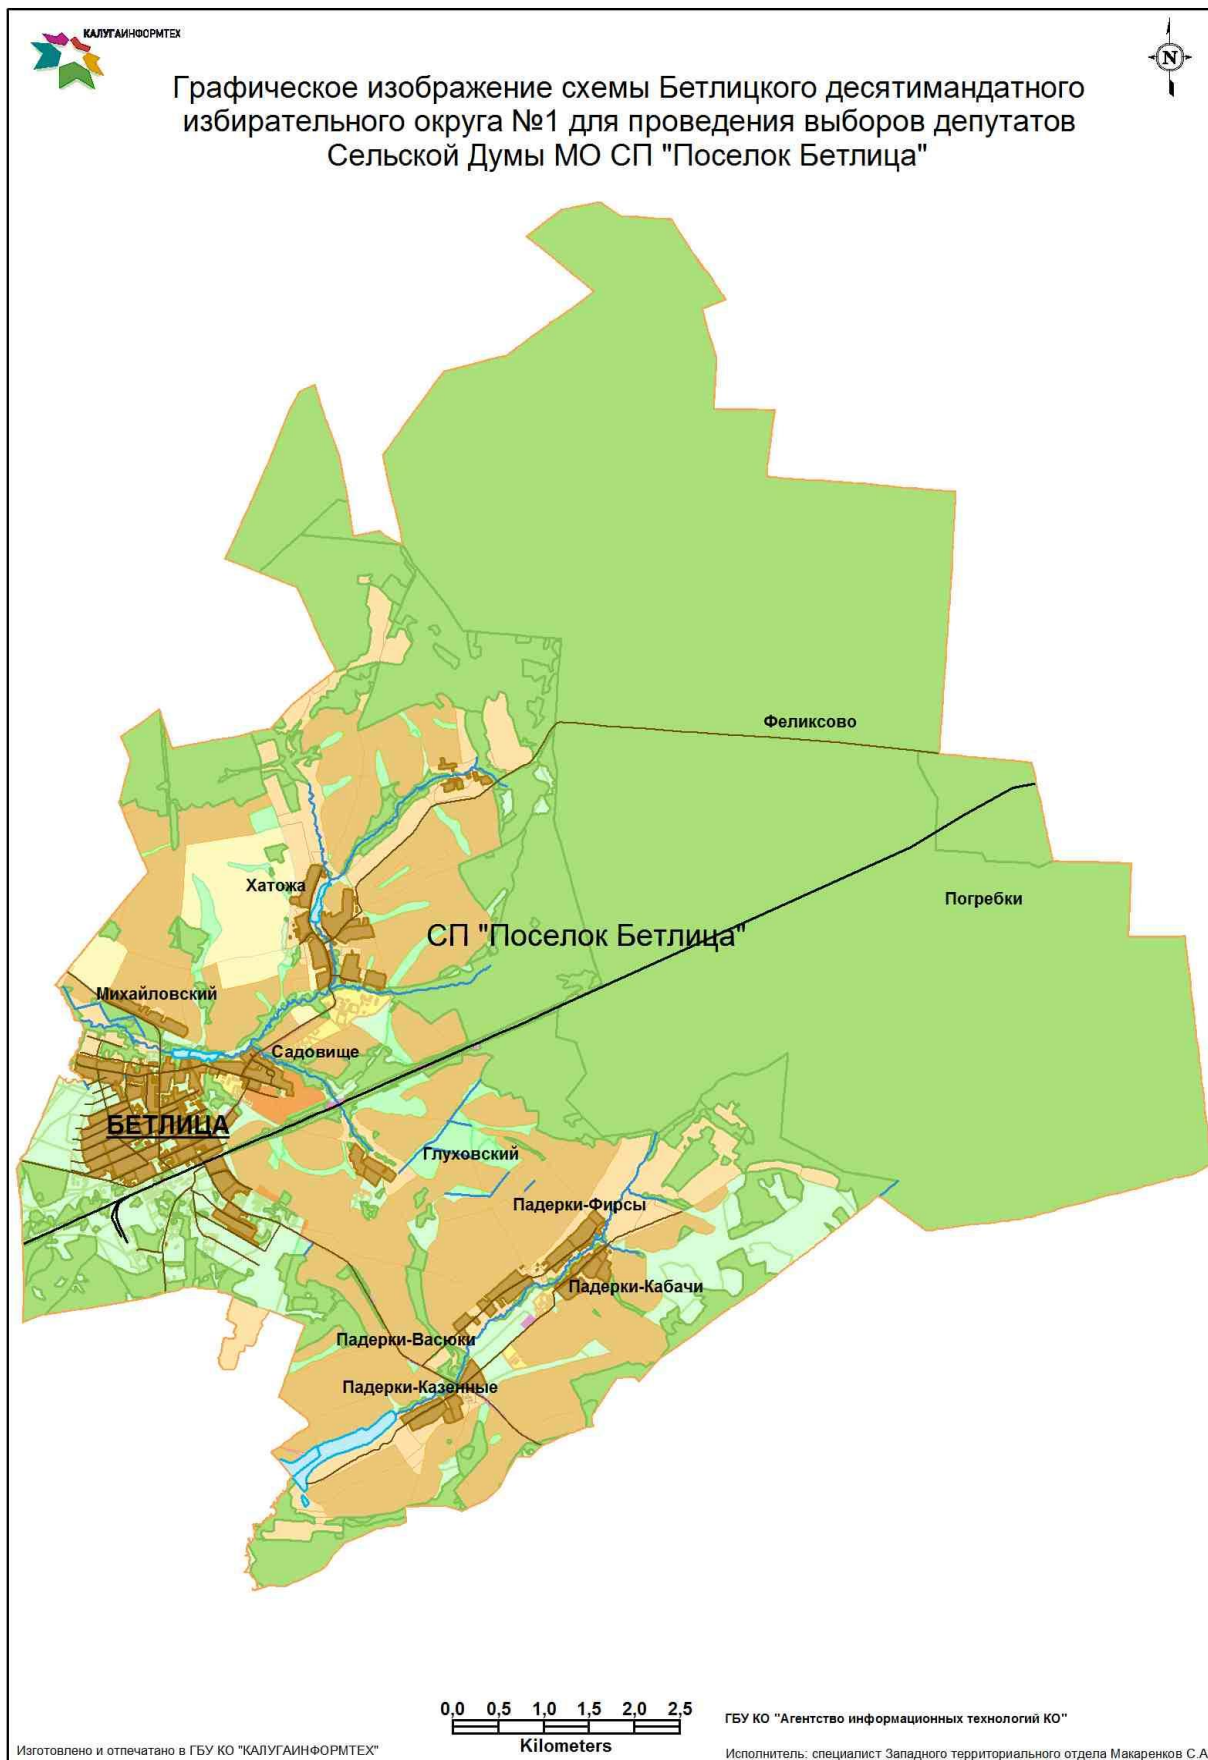 КАЛУГАИНФОРМТЕХ
N
Графическое изображение схемы Бетлицкого десятимандатного
избирательного округа №1 для проведения выборов депутатов
Сельской Думы МО СП "Поселок Бетлица"
Феликсово
Хатожа
Погребки
СП "Поселок Бетлица"
Михайловский
Садовище
БЕТЛИЦА
Глуховский
Падерки-Фирсы
Падерки-Кабачи
Падерки-Васюки
Падерки-Казенные
0,0 0,5 1,0 1,5 2,0 2,5
Kilometers
ГБУ КО "Агентство информационных технологий КО"
Изготовлено и отпечатано в ГБУ КО "КАЛУГАИНФОРМТЕХ"
Исполнитель: специалист Западного территориального отдела Макаренков С.А